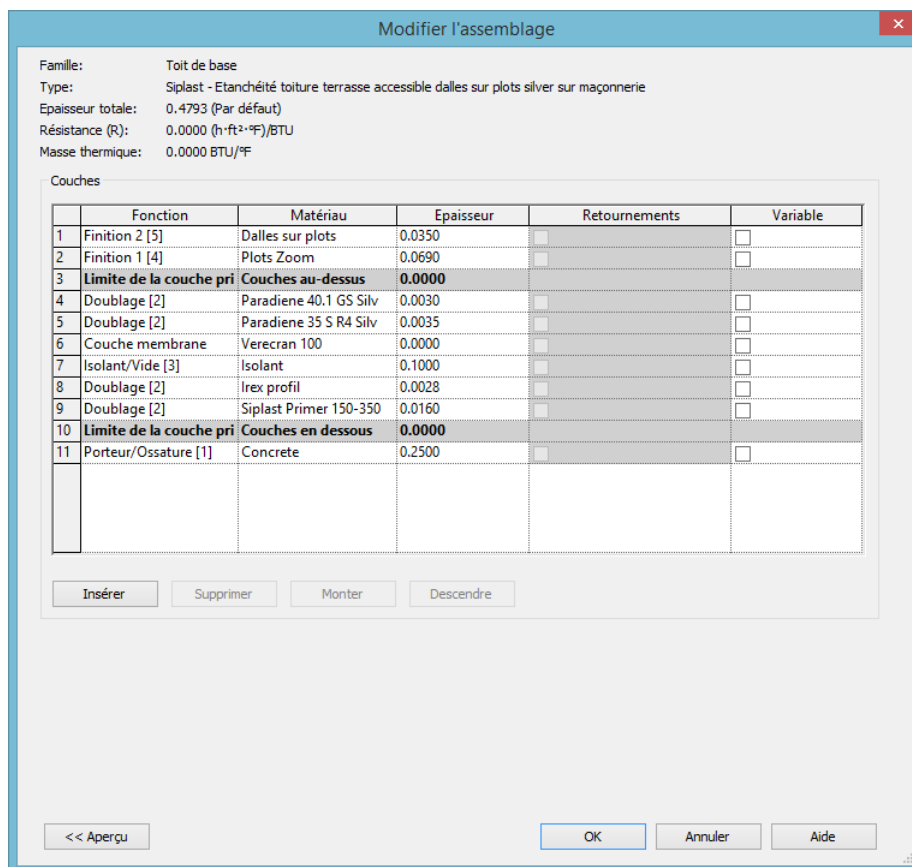 Modifier l'assemblage
Famille: Toit de base
Type: Siplast - Etanchéité toiture terrasse accessible dalles sur plots silver sur maçonnerie
Epaisseur totale: 0.4793 (Par défaut)
Résistance (R): 0.0000 (h·ft²·°F)/BTU
Masse thermique: 0.0000 BTU/°F
Couches
Fonction Matériau Epaisseur Retournements Variable
1 Finition 2 [5] Dalles sur plots 0.0350
2 Finition 1 [4] Plots Zoom 0.0690
3 Limite de la couche pri Couches au-dessus 0.0000
4 Doublage [2] Paradiene 40.1 GS Silv 0.0030
5 Doublage [2] Paradiene 35 S R4 Silv 0.0035
6 Couche membrane Verecran 100 0.0000
7 Isolant/Vide [3] Isolant 0.1000
8 Doublage [2] Irex profil 0.0028
9 Doublage [2] Siplast Primer 150-350 0.0160
10 Limite de la couche pri Couches en dessous 0.0000
11 Porteur/Ossature [1] Concrete 0.2500
Insérer Supprimer Monter Descendre
<< Aperçu OK Annuler Aide